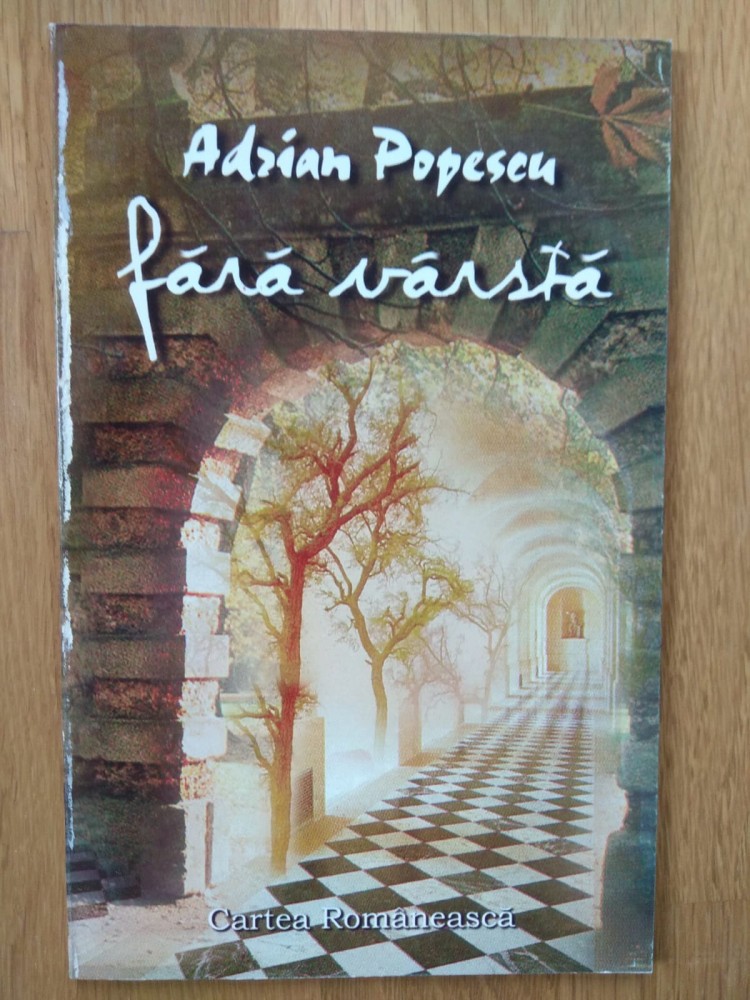 Adrian Popescu
fără vârstă
Cartea Românească